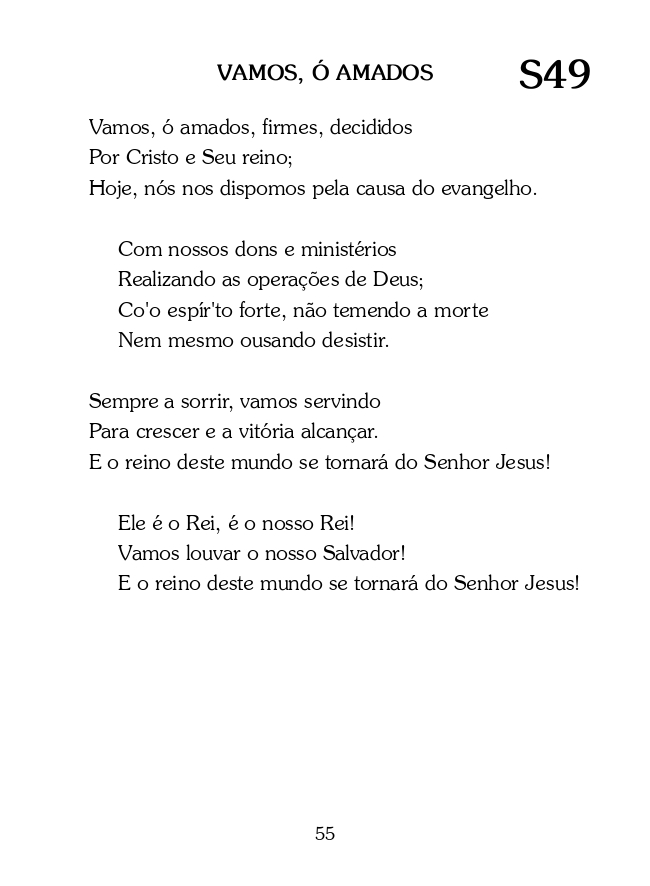 VAMOS, Ó AMADOS
S49
Vamos, ó amados, firmes, decididos
Por Cristo e Seu reino;
Hoje, nós nos dispomos pela causa do evangelho.
Com nossos dons e ministérios
Realizando as operações de Deus;
Co'o espír'to forte, não temendo a morte
Nem mesmo ousando desistir.
Sempre a sorrir, vamos servindo
Para crescer e a vitória alcançar.
E o reino deste mundo se tornará do Senhor Jesus!
Ele é o Rei, é o nosso Rei!
Vamos louvar o nosso Salvador!
E o reino deste mundo se tornará do Senhor Jesus!
55